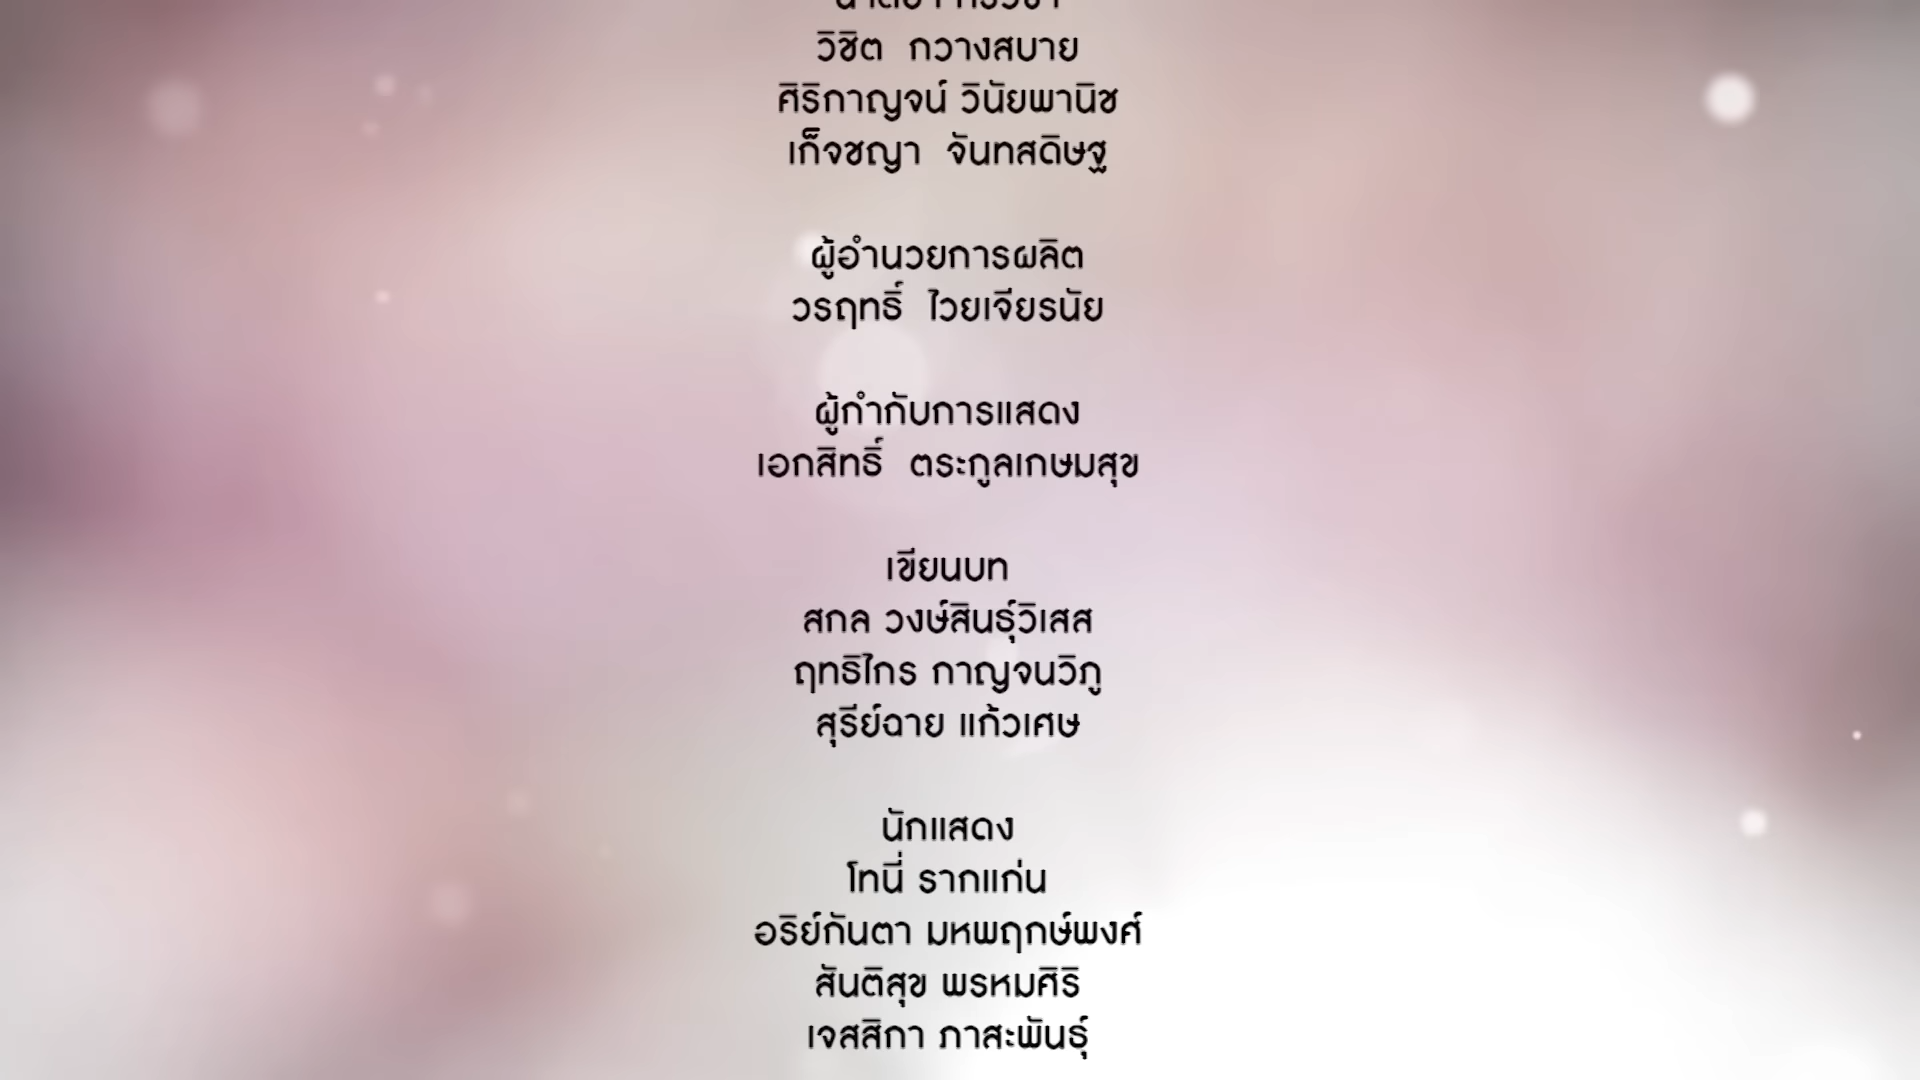 วิชิต กวางสบาย
ศิริกาญจน์ วินัยพานิช
เก็จชญา จันทสดิษฐ
ผู้อำนวยการผลิต
วรฤทธิ์ ไวยเจียรนัย
ผู้กำกับการแสดง
เอกสิทธิ์ ตระกูลเกษมสุข
เขียนบท
สกล วงษ์สินธุ์วิเสส
ฤทธิไกร กาญจนวิภู
สุรีย์ฉาย แก้วเศษ
นักแสดง
โทนี่ รากแก่น
อริย์กันตา มหพฤกษ์พงศ์
สันติสุข พรหมศิริ
เจสสิกา ภาสะพันธุ์